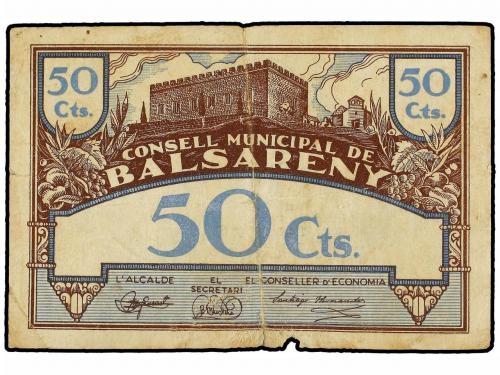 50 Cts.
50 Cts.
CONSELL MUNICIPAL DE
BALSARENY
50 Cts.
L'ALCALDE EL SECRETARI EL CONSELLER D'ECONOMIA